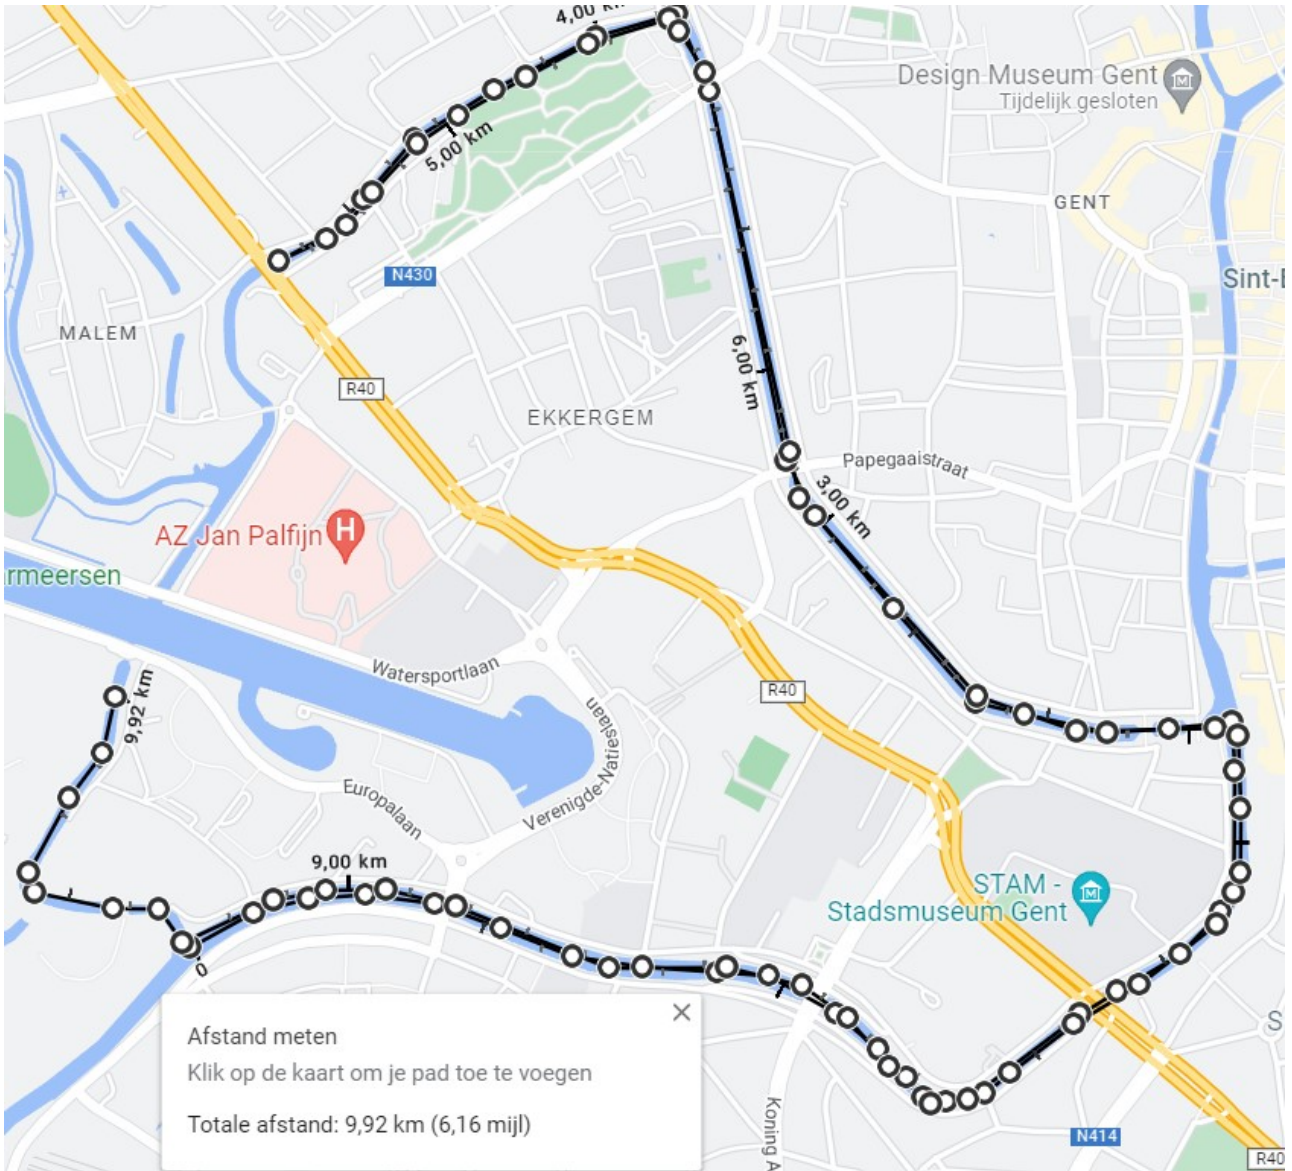 4,00 km
Design Museum Gent
Tijdelijk gesloten
5,00 km
GENT
N430
Sint-B
MALEM
6,00 km
R40
EKKERGEM
Papegaaistraat
3,00 km
AZ Jan Palfijn
H
rmeersen
Watersportlaan
R40
9,92 km
Verenigde-Natieslaan
Europalaan
9,00 km
STAM -
Stadsmuseum Gent
0
S
Afstand meten
Klik op de kaart om je pad toe te voegen
Totale afstand: 9,92 km (6,16 mijl)
Koning A
N414
R40